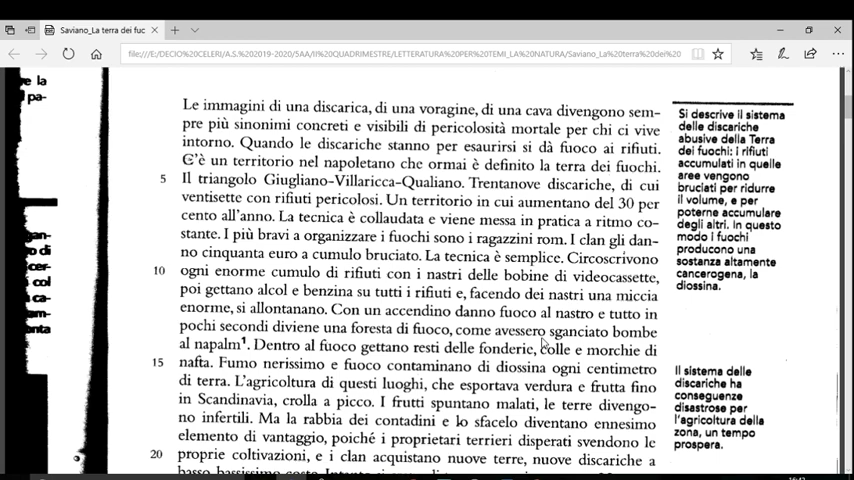 Saviano_La terra dei fuc
file:///E:/DECIO%20CELERI/A.S.%202019-2020/5AA/II%20QUADRIMESTRE/LETTERATURA%20PER%20TEMI_LA%20NATURA/Saviano_La%20terra%20dei%20
Le immagini di una discarica, di una voragine, di una cava divengono sem-
pre più sinonimi concreti e visibili di pericolosità mortale per chi ci vive
intorno. Quando le discariche stanno per esaurirsi si dà fuoco ai rifiuti.
C'è un territorio nel napoletano che ormai è definito la terra dei fuochi.
5 Il triangolo Giugliano-Villaricca-Qualiano. Trentanove discariche, di cui
ventisette con rifiuti pericolosi. Un territorio in cui aumentano del 30 per
cento all'anno. La tecnica è collaudata e viene messa in pratica a ritmo co-
stante. I più bravi a organizzare i fuochi sono i ragazzini rom. I clan gli dan-
no cinquanta euro a cumulo bruciato. La tecnica è semplice. Circoscrivono
10 ogni enorme cumulo di rifiuti con i nastri delle bobine di videocassette,
poi gettano alcol e benzina su tutti i rifiuti e, facendo dei nastri una miccia
enorme, si allontanano. Con un accendino danno fuoco al nastro e tutto in
pochi secondi diviene una foresta di fuoco, come avessero sganciato bombe
al napalm¹. Dentro al fuoco gettano resti delle fonderie, colle e morchie di
15 nafta. Fumo nerissimo e fuoco contaminano di diossina ogni centimetro
di terra. L'agricoltura di questi luoghi, che esportava verdura e frutta fino
in Scandinavia, crolla a picco. I frutti spuntano malati, le terre divengo-
no infertili. Ma la rabbia dei contadini e lo sfacelo diventano ennesimo
elemento di vantaggio, poiché i proprietari terrieri disperati svendono le
20 proprie coltivazioni, e i clan acquistano nuove terre, nuove discariche a
basso bassissimo costo.
Si descrive il sistema
delle discariche
abusive della Terra
dei fuochi: i rifiuti
accumulati in quelle
aree vengono
bruciati per ridurre
il volume, e per
poterne accumulare
degli altri. In questo
modo i fuochi
producono una
sostanza altamente
cancerogena, la
diossina.
Il sistema delle
discariche ha
conseguenze
disastrose per
l'agricoltura della
zona, un tempo
prospera.